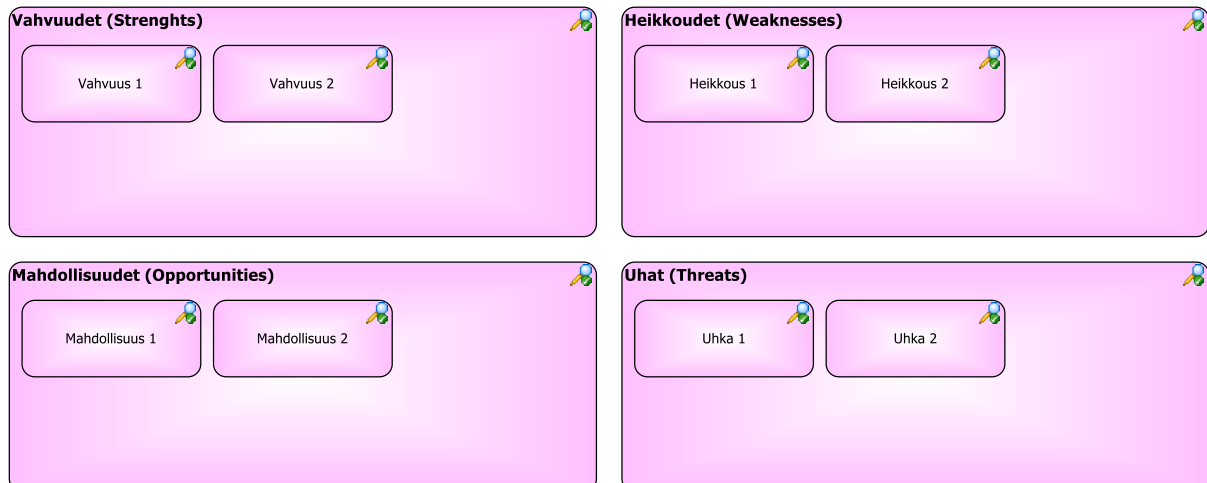 Vahvuudet (Strenghts)
Vahvuus 1
Vahvuus 2
Heikkoudet (Weaknesses)
Heikkous 1
Heikkous 2
Mahdollisuudet (Opportunities)
Mahdollisuus 1
Mahdollisuus 2
Uhat (Threats)
Uhka 1
Uhka 2